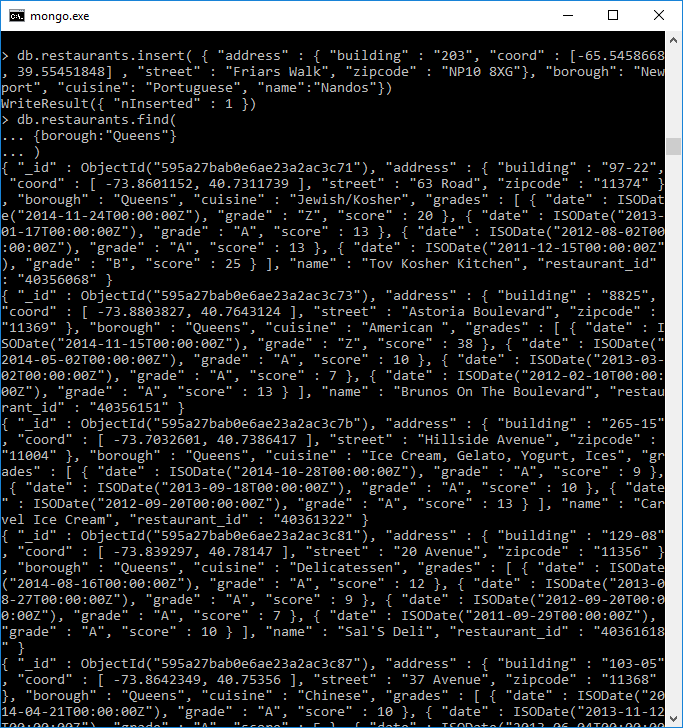 mongo.exe
> db.restaurants.insert( { "address" : { "building" : "203", "coord" : [-65.5458668
, 39.55451848] , "street" : "Friars Walk", "zipcode" : "NP10 8XG"}, "borough": "New
port", "cuisine": "Portuguese", "name":"Nandos"})
WriteResult({ "nInserted" : 1 })
> db.restaurants.find(
... {borough:"Queens"}
... )
{ "_id" : ObjectId("595a27bab0e6ae23a2ac3c71"), "address" : { "building" : "97-22",
"coord" : [ -73.8601152, 40.7311739 ], "street" : "63 Road", "zipcode" : "11374" }
, "borough" : "Queens", "cuisine" : "Jewish/Kosher", "grades" : [ { "date" : ISODat
e("2014-11-24T00:00:00Z"), "grade" : "Z", "score" : 20 }, { "date" : ISODate("2013-
01-17T00:00:00Z"), "grade" : "A", "score" : 13 }, { "date" : ISODate("2012-08-02T00
:00:00Z"), "grade" : "A", "score" : 13 }, { "date" : ISODate("2011-12-15T00:00:00Z"
), "grade" : "B", "score" : 25 } ], "name" : "Tov Kosher Kitchen", "restaurant_id"
: "40356068" }
{ "_id" : ObjectId("595a27bab0e6ae23a2ac3c73"), "address" : { "building" : "8825",
"coord" : [ -73.8803827, 40.7643124 ], "street" : "Astoria Boulevard", "zipcode" :
"11369" }, "borough" : "Queens", "cuisine" : "American ", "grades" : [ { "date" : I
SODate("2014-11-15T00:00:00Z"), "grade" : "Z", "score" : 38 }, { "date" : ISODate("
2014-05-02T00:00:00Z"), "grade" : "A", "score" : 10 }, { "date" : ISODate("2013-03-
02T00:00:00Z"), "grade" : "A", "score" : 7 }, { "date" : ISODate("2012-02-10T00:00:
00Z"), "grade" : "A", "score" : 13 } ], "name" : "Brunos On The Boulevard", "restau
rant_id" : "40356151" }
{ "_id" : ObjectId("595a27bab0e6ae23a2ac3c7b"), "address" : { "building" : "265-15"
, "coord" : [ -73.7032601, 40.7386417 ], "street" : "Hillside Avenue", "zipcode" :
"11004" }, "borough" : "Queens", "cuisine" : "Ice Cream, Gelato, Yogurt, Ices", "gr
ades" : [ { "date" : ISODate("2014-10-28T00:00:00Z"), "grade" : "A", "score" : 9 },
{ "date" : ISODate("2013-09-18T00:00:00Z"), "grade" : "A", "score" : 10 }, { "date
" : ISODate("2012-09-20T00:00:00Z"), "grade" : "A", "score" : 13 } ], "name" : "Car
vel Ice Cream", "restaurant_id" : "40361322" }
{ "_id" : ObjectId("595a27bab0e6ae23a2ac3c81"), "address" : { "building" : "129-08"
, "coord" : [ -73.839297, 40.78147 ], "street" : "20 Avenue", "zipcode" : "11356" }
, "borough" : "Queens", "cuisine" : "Delicatessen", "grades" : [ { "date" : ISODate
("2014-08-16T00:00:00Z"), "grade" : "A", "score" : 12 }, { "date" : ISODate("2013-0
8-27T00:00:00Z"), "grade" : "A", "score" : 9 }, { "date" : ISODate("2012-09-20T00:0
0:00Z"), "grade" : "A", "score" : 7 }, { "date" : ISODate("2011-09-29T00:00:00Z"),
"grade" : "A", "score" : 10 } ], "name" : "Sal'S Deli", "restaurant_id" : "40361618
" }
{ "_id" : ObjectId("595a27bab0e6ae23a2ac3c87"), "address" : { "building" : "103-05"
, "coord" : [ -73.8642349, 40.75356 ], "street" : "37 Avenue", "zipcode" : "11368"
}, "borough" : "Queens", "cuisine" : "Chinese", "grades" : [ { "date" : ISODate("20
14-04-21T00:00:00Z"), "grade" : "A", "score" : 10 }, { "date" : ISODate("2013-11-12
T00:00:00Z"), "grade" : "A", "score" : 5 }, { "date" : ISODate("2013-06-04T00:00:00